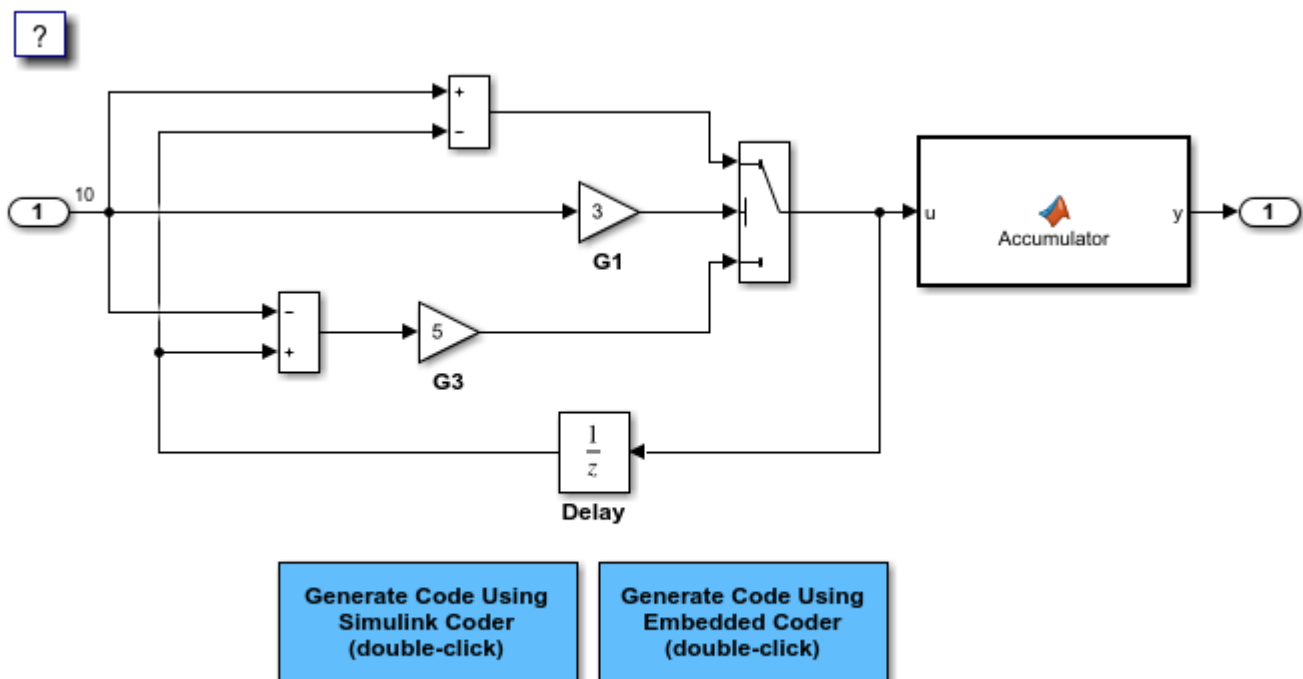 ?
+
−
10
1
3
G1
u
Accumulator
y
1
−
+
5
G3
1
z
Delay
Generate Code Using
Simulink Coder
(double-click)
Generate Code Using
Embedded Coder
(double-click)